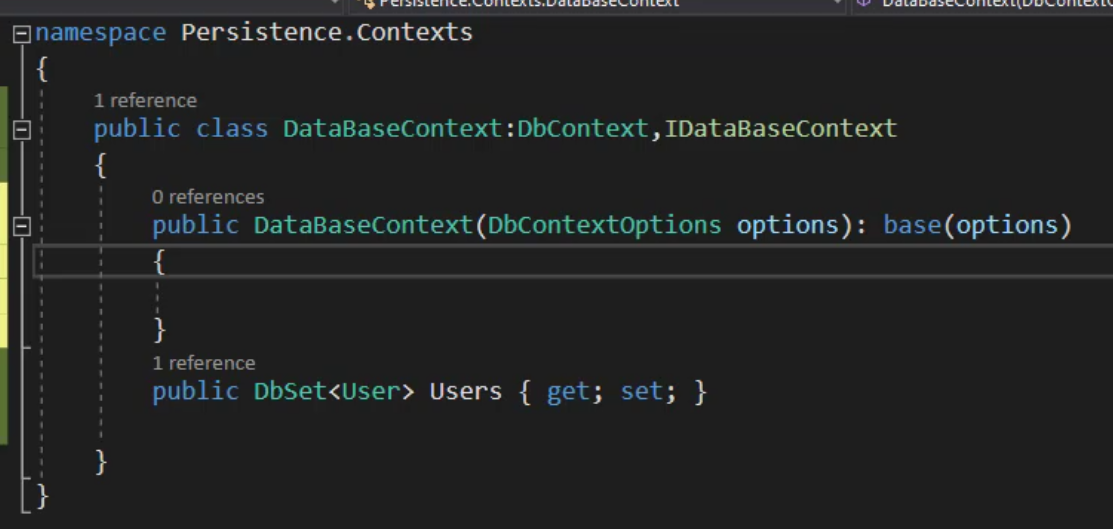 Persistence.Contexts.DataBaseContext
DataBaseContext(DbContextO
namespace Persistence.Contexts
{
1 reference
public class DataBaseContext:DbContext,IDataBaseContext
{
0 references
public DataBaseContext(DbContextOptions options): base(options)
{
}
1 reference
public DbSet<User> Users { get; set; }
}
}